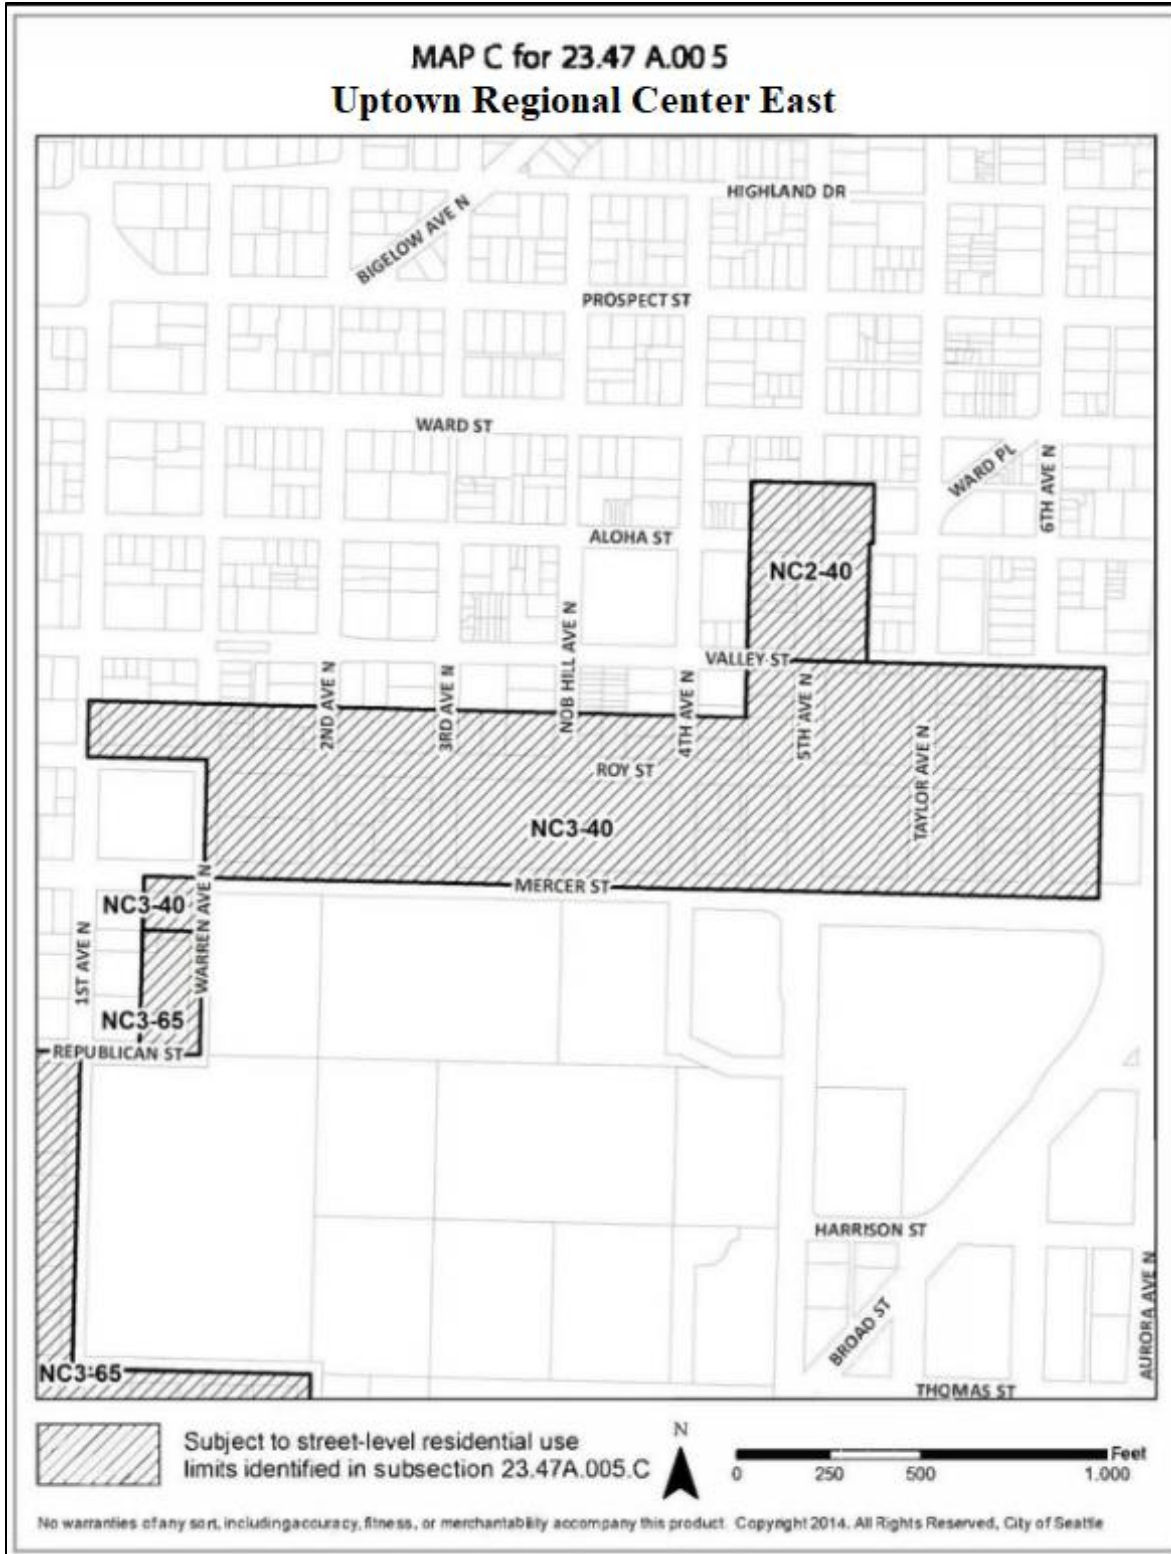 MAP C for 23.47 A.00 5
Uptown Regional Center East
HIGHLAND DR
BIGELOW AVE N
PROSPECT ST
WARD ST
WARD PL
6TH AVE N
ALOHA ST
NC2-40
NOB HILL AVE N
VALLEY ST
2ND AVE N
3RD AVE N
4TH AVE N
5TH AVE N
TAYLOR AVE N
ROY ST
NC3-40
MERCER ST
NC3-40
WARREN AVE N
1ST AVE N
NC3-65
REPUBLICAN ST
HARRISON ST
BROAD ST
AURORA AVE N
NC3-65
THOMAS ST
Subject to street-level residential use
limits identified in subsection 23.47A.005.C
N
Feet
0 250 500 1.000
No warranties of any sort, including accuracy, fitness, or merchantability accompany this product. Copyright 2014. All Rights Reserved, City of Seattle